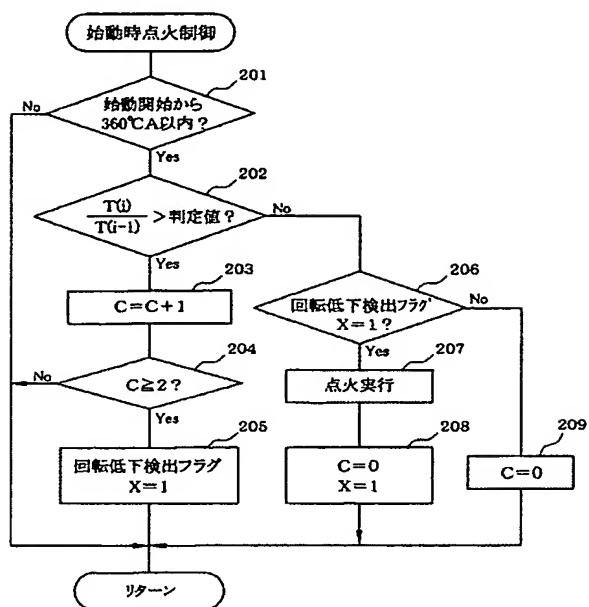 始動時点火制御
201
始動開始から
360℃A以内?
No
Yes
202
T(i)
T(i-1)
>判定値?
No
Yes
203
C=C+1
204
C≧2?
No
Yes
205
回転低下検出フラグ
X=1
206
回転低下検出フラグ
X=1?
No
Yes
207
点火実行
208
C=0
X=1
209
C=0
リターン